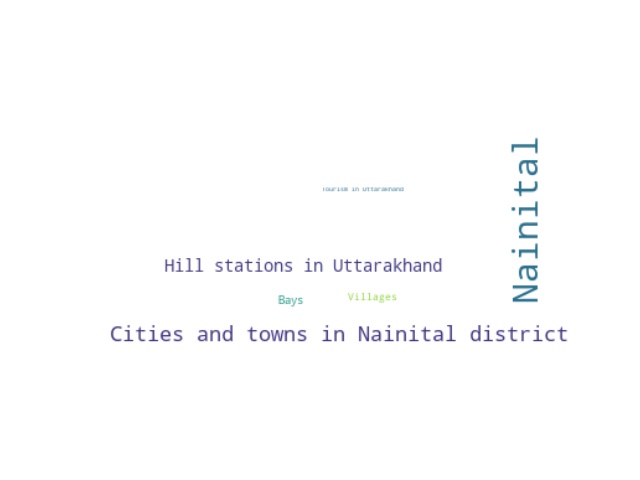 Tourism in Uttarakhand
Nainital
Hill stations in Uttarakhand
Bays
Villages
Cities and towns in Nainital district